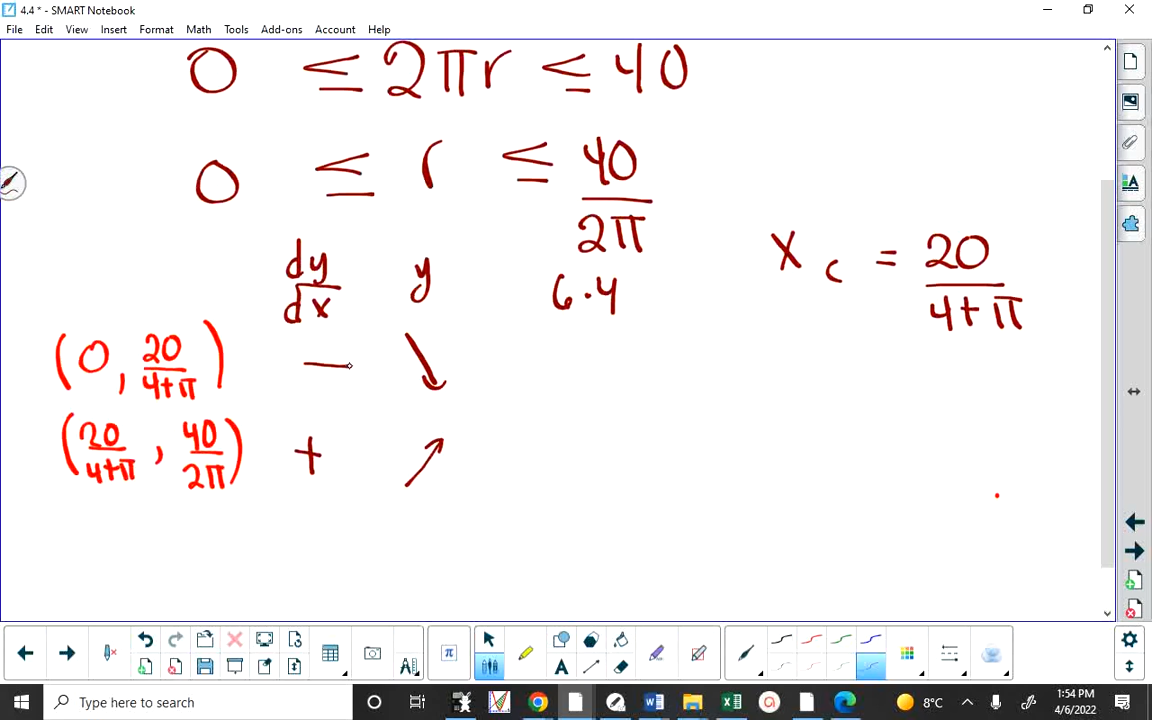 4.4 * - SMART Notebook
File Edit View Insert Format Math Tools Add-ons Account Help
0 ≤ 2πr ≤ 40
0 ≤ r ≤ 40/2π
dy/dx y 6.4
x c = 20/4+π
(0, 20/4+π) — ↘
(20/4+π, 40/2π) + ↗
π
A
Type here to search
8°C
1:54 PM
4/6/2022